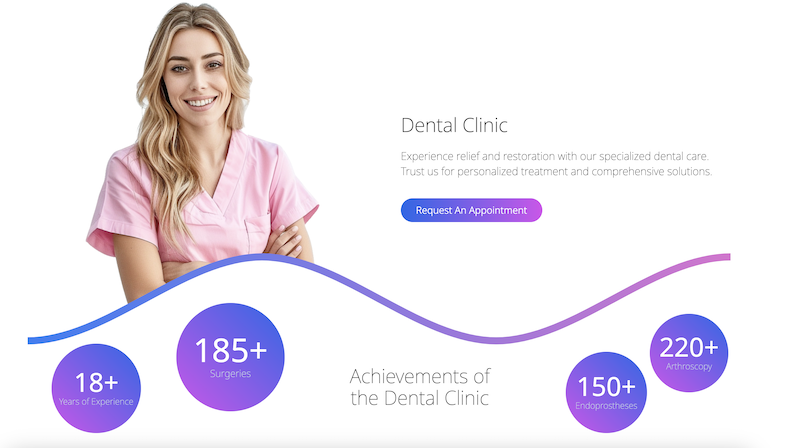 Dental Clinic
Experience relief and restoration with our specialized dental care.
Trust us for personalized treatment and comprehensive solutions.
Request An Appointment
185+
Surgeries
18+
Years of Experience
Achievements of
the Dental Clinic
150+
Endoprostheses
220+
Arthroscopy